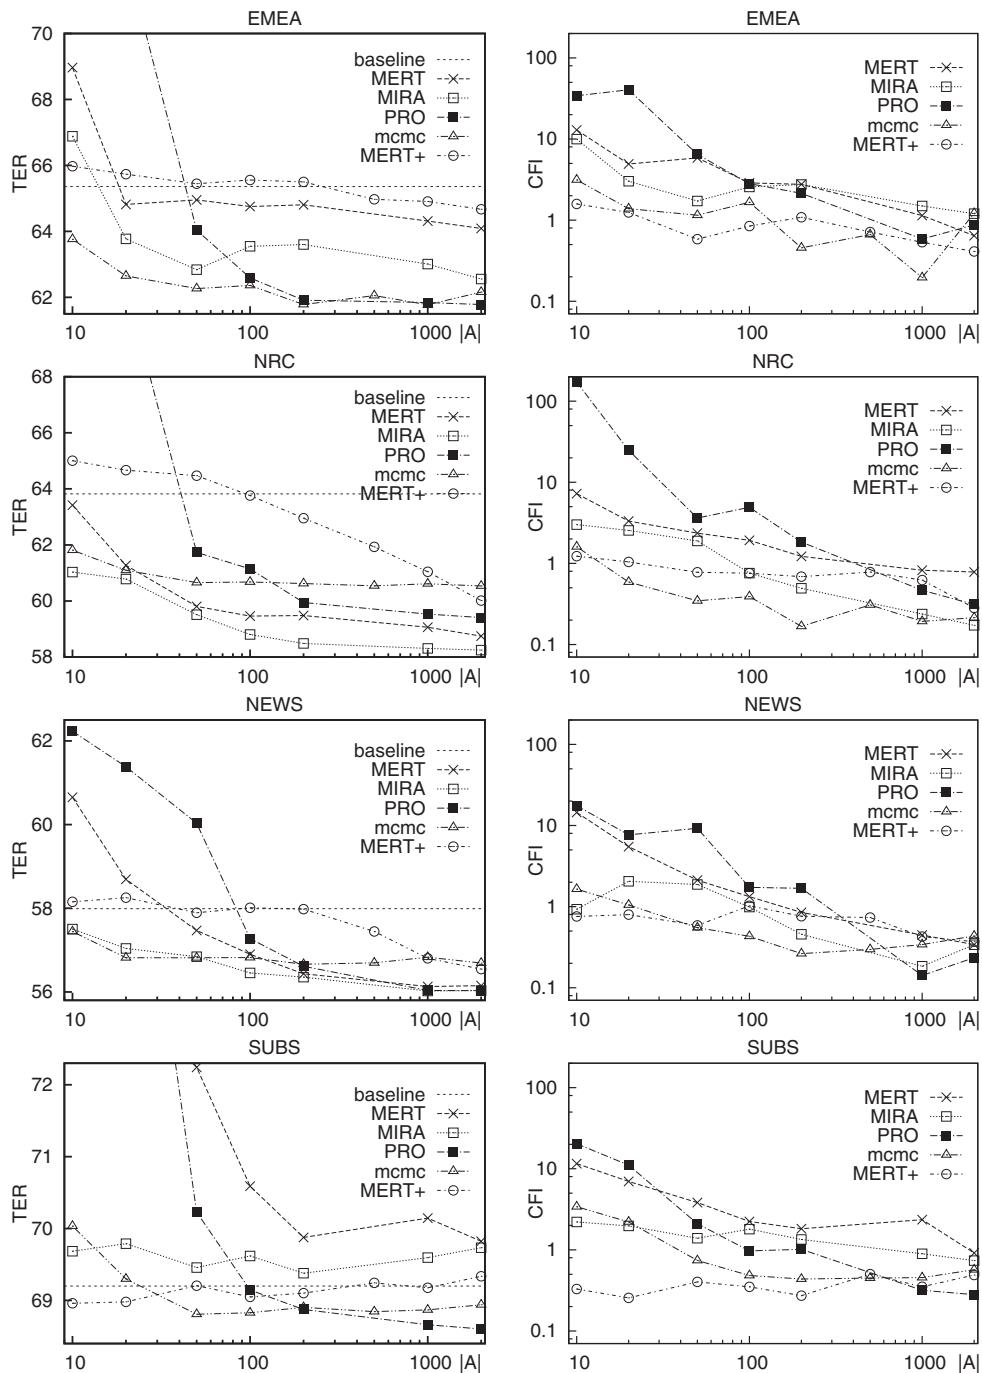 EMEA
70
68
66
64
62
TER
baseline
MERT
MIRA
PRO
mcmc
MERT+
10
100
1000
|A|
EMEA
100
10
1
0.1
CFI
MERT
MIRA
PRO
mcmc
MERT+
10
100
1000
|A|
NRC
68
66
64
62
60
58
TER
baseline
MERT
MIRA
PRO
mcmc
MERT+
10
100
1000
|A|
NRC
100
10
1
0.1
CFI
MERT
MIRA
PRO
mcmc
MERT+
10
100
1000
|A|
NEWS
62
60
58
56
TER
baseline
MERT
MIRA
PRO
mcmc
MERT+
10
100
1000
|A|
NEWS
100
10
1
0.1
CFI
MERT
MIRA
PRO
mcmc
MERT+
10
100
1000
|A|
SUBS
72
71
70
69
TER
baseline
MERT
MIRA
PRO
mcmc
MERT+
10
100
1000
|A|
SUBS
100
10
1
0.1
CFI
MERT
MIRA
PRO
mcmc
MERT+
10
100
1000
|A|